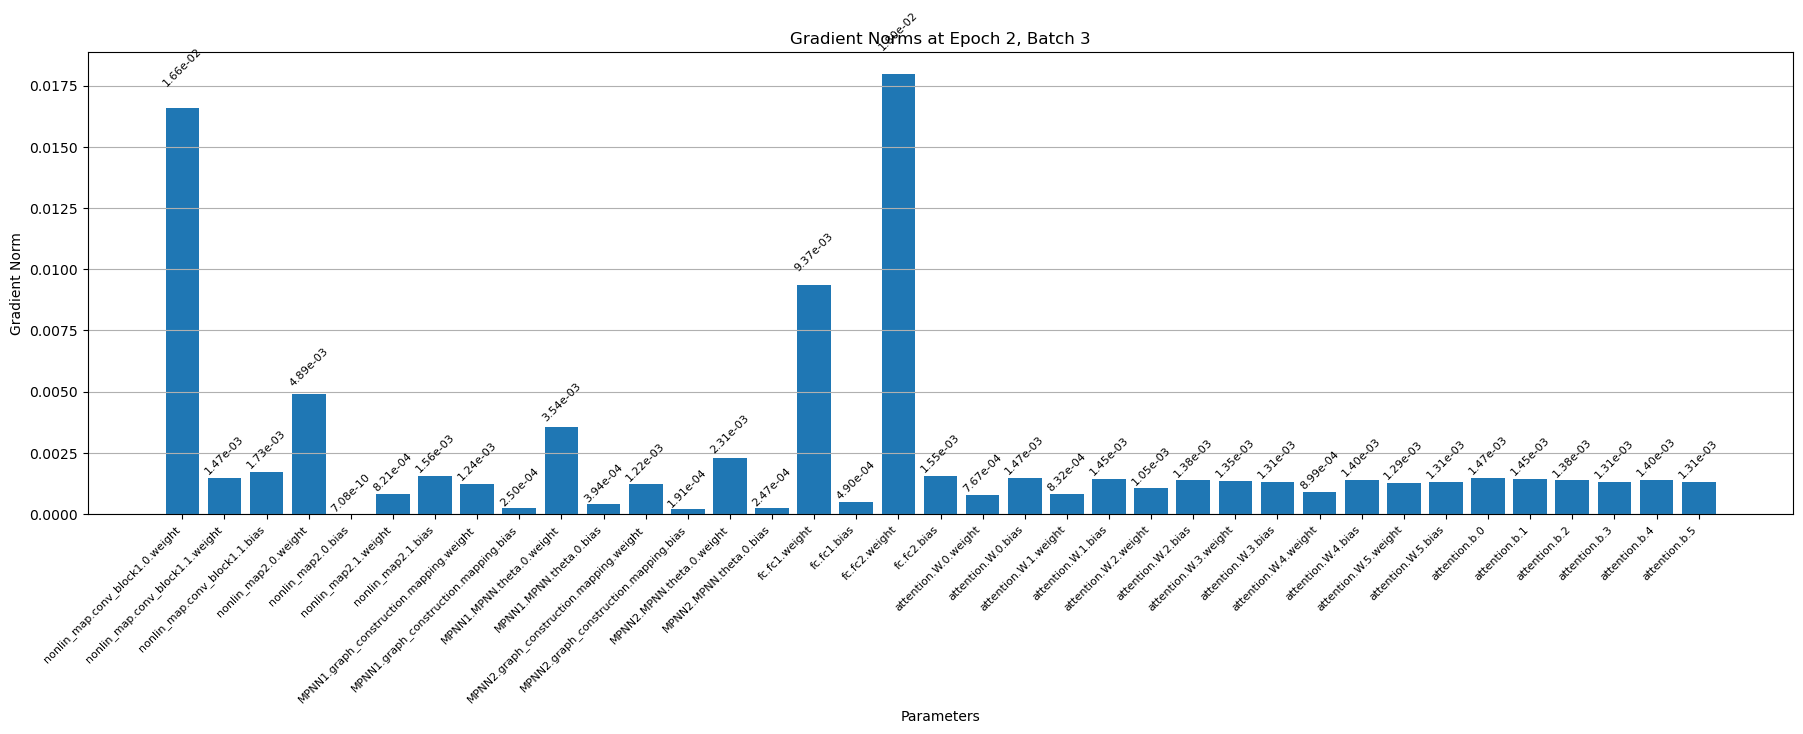 Gradient Norms at Epoch 2, Batch 3
Gradient Norm
0.0175
0.0150
0.0125
0.0100
0.0075
0.0050
0.0025
0.0000
1.66e-02
1.47e-03
1.73e-03
4.89e-03
7.08e-10
8.21e-04
1.56e-03
1.24e-03
2.50e-04
3.54e-03
3.94e-04
1.22e-03
1.91e-04
2.31e-03
2.47e-04
9.37e-03
4.90e-04
1.80e-02
1.55e-03
7.67e-04
1.47e-03
8.32e-04
1.45e-03
1.05e-03
1.38e-03
1.35e-03
1.31e-03
8.99e-04
1.40e-03
1.29e-03
1.31e-03
1.47e-03
1.45e-03
1.38e-03
1.31e-03
1.40e-03
1.31e-03
nonlin_map.conv_block1.0.weight
nonlin_map.conv_block1.1.weight
nonlin_map.conv_block1.1.bias
nonlin_map2.0.weight
nonlin_map2.0.bias
nonlin_map2.1.weight
nonlin_map2.1.bias
MPNN1.graph_construction.mapping.weight
MPNN1.graph_construction.mapping.bias
MPNN1.MPNN.theta.0.weight
MPNN1.MPNN.theta.0.bias
MPNN2.graph_construction.mapping.weight
MPNN2.graph_construction.mapping.bias
MPNN2.MPNN.theta.0.weight
MPNN2.MPNN.theta.0.bias
fc.fc1.weight
fc.fc1.bias
fc.fc2.weight
fc.fc2.bias
attention.W.0.weight
attention.W.0.bias
attention.W.1.weight
attention.W.1.bias
attention.W.2.weight
attention.W.2.bias
attention.W.3.weight
attention.W.3.bias
attention.W.4.weight
attention.W.4.bias
attention.W.5.weight
attention.W.5.bias
attention.b.0
attention.b.1
attention.b.2
attention.b.3
attention.b.4
attention.b.5
Parameters